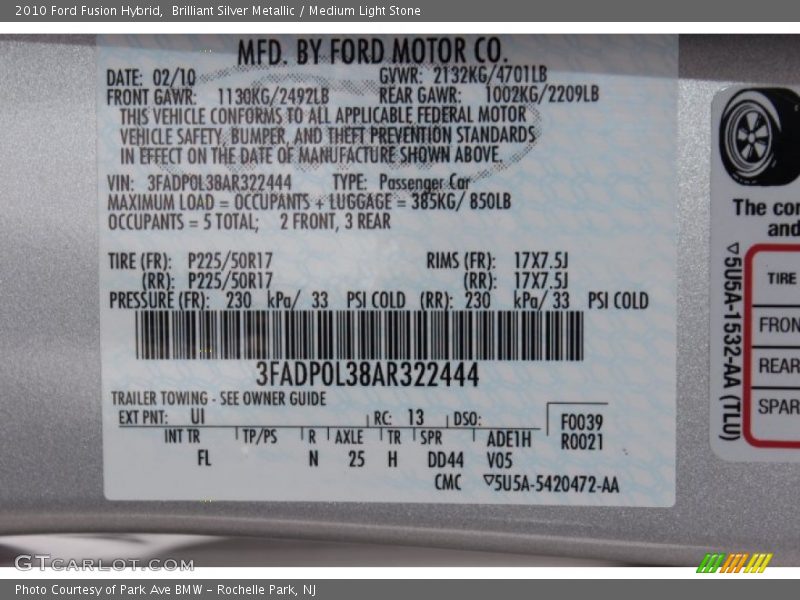 2010 Ford Fusion Hybrid,  Brilliant Silver Metallic / Medium Light Stone
MFD. BY FORD MOTOR CO.
DATE: 02/10 GVWR: 2132KG/4701LB
FRONT GAWR: 1130KG/2492LB REAR GAWR: 1002KG/2209LB
THIS VEHICLE CONFORMS TO ALL APPLICABLE FEDERAL MOTOR
VEHICLE SAFETY, BUMPER, AND THEFT PREVENTION STANDARDS
IN EFFECT ON THE DATE OF MANUFACTURE SHOWN ABOVE.
VIN: 3FADP0L38AR322444 TYPE: Passenger Car
MAXIMUM LOAD = OCCUPANTS + LUGGAGE = 385KG/ 850LB
OCCUPANTS = 5 TOTAL; 2 FRONT, 3 REAR
TIRE (FR): P225/50R17 RIMS (FR): 17X7.5J
(RR): P225/50R17 (RR): 17X7.5J
PRESSURE (FR): 230 kPa/ 33 PSI COLD (RR): 230 kPa/ 33 PSI COLD
3FADP0L38AR322444
TRAILER TOWING - SEE OWNER GUIDE
EXT PNT: UI RC: 13 DSO: F0039
INT TR TP/PS R AXLE TR SPR ADE1H R0021
FL N 25 H DD44 V05
CMC ▽5U5A-5420472-AA
The con
and
▽5U5A-1532-AA (TLU)
TIRE
FRON
REAR
SPAR
GTCARLOT.COM
Photo Courtesy of Park Ave BMW - Rochelle Park, NJ